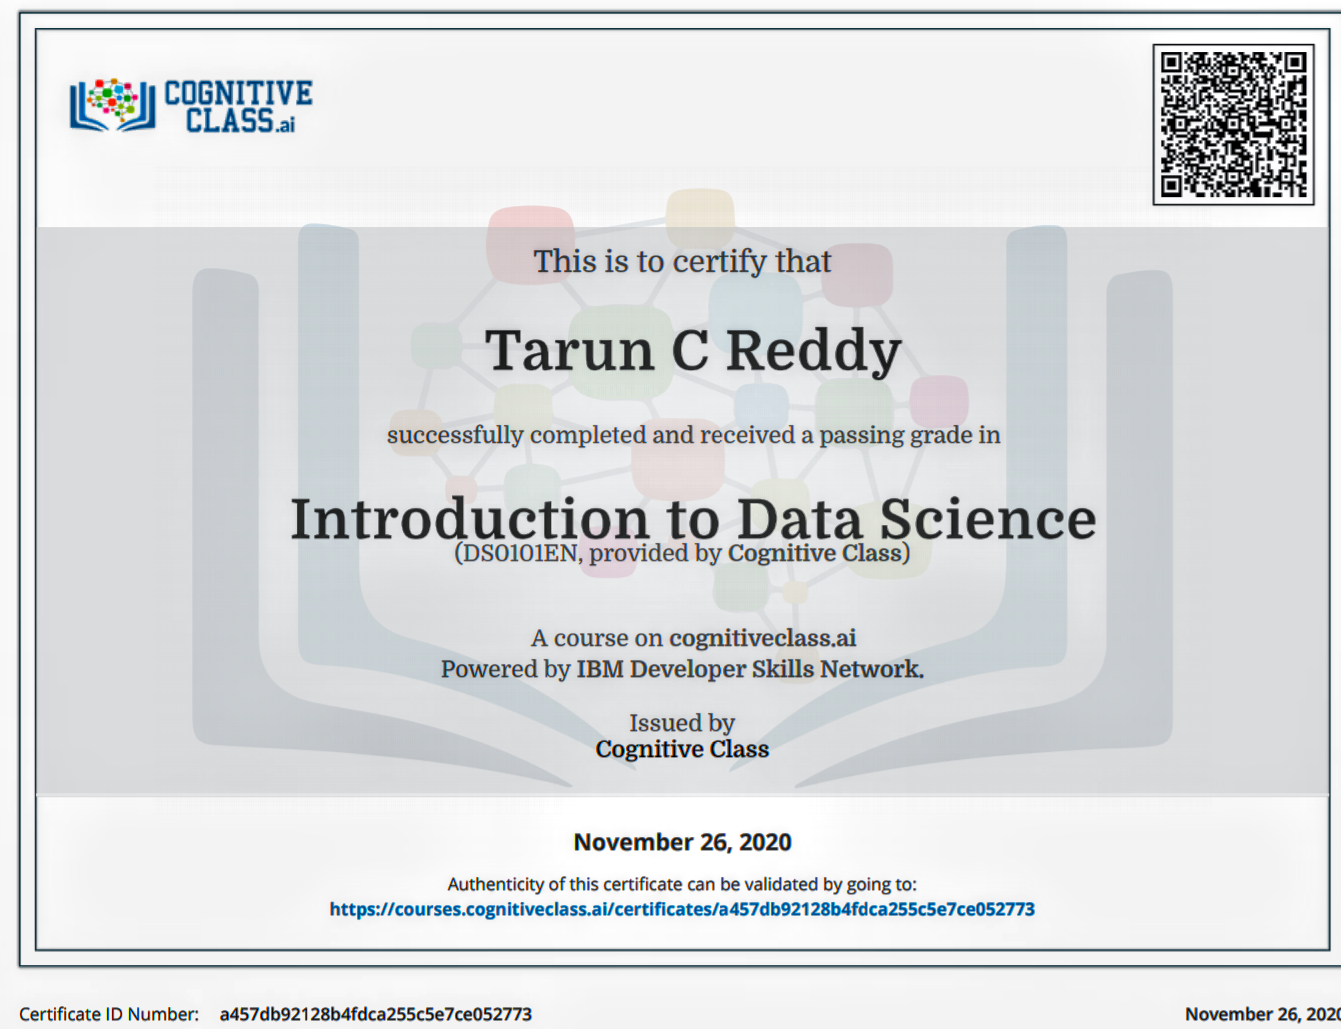 COGNITIVE
CLASS.ai
This is to certify that
Tarun C Reddy
successfully completed and received a passing grade in
Introduction to Data Science
(DS0101EN, provided by Cognitive Class)
A course on cognitiveclass.ai
Powered by IBM Developer Skills Network.
Issued by
Cognitive Class
November 26, 2020
Authenticity of this certificate can be validated by going to:
https://courses.cognitiveclass.ai/certificates/a457db92128b4fdca255c5e7ce052773
Certificate ID Number: a457db92128b4fdca255c5e7ce052773
November 26, 2020